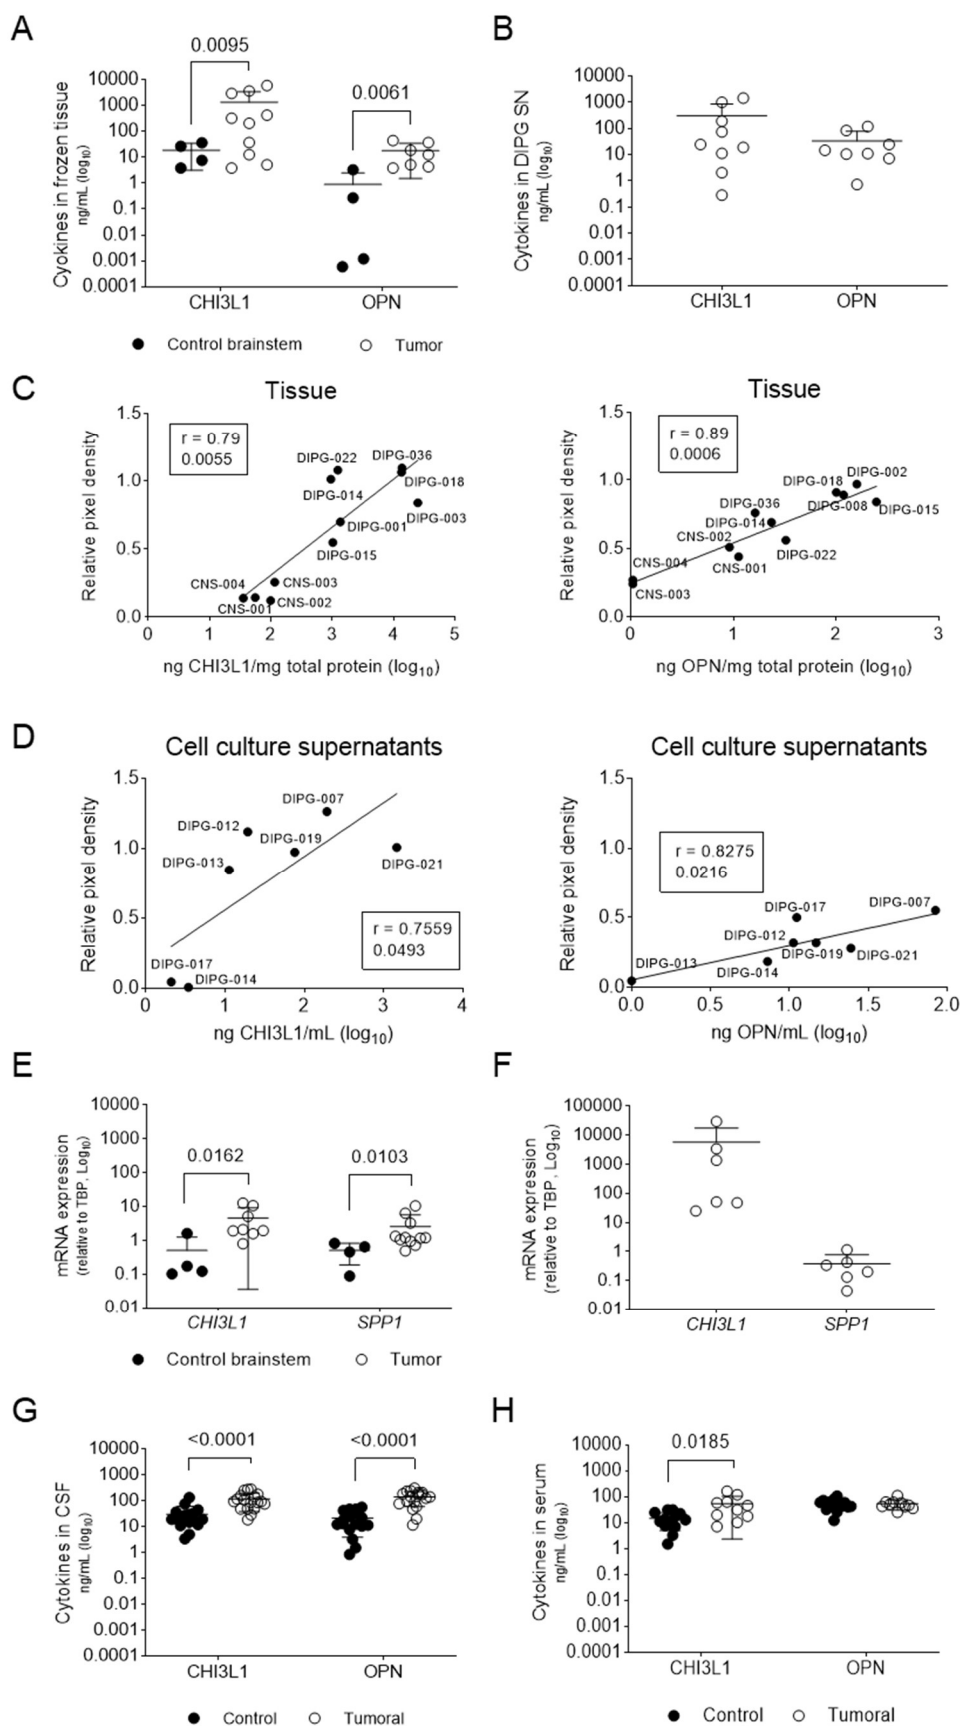 A
0.0095
0.0061
10000
1000
100
10
1
0.1
0.01
0.001
0.0001
Cyokines in frozen tissue
ng/mL (log10)
CHI3L1
OPN
Control brainstem
Tumor
B
10000
1000
100
10
1
0.1
0.01
0.001
0.0001
Cytokines in DIPG SN
ng/mL (log10)
CHI3L1
OPN
C
Tissue
r = 0.79
0.0055
1.5
1.0
0.5
0.0
Relative pixel density
DIPG-022
DIPG-036
DIPG-018
DIPG-014
DIPG-003
DIPG-001
DIPG-015
CNS-004
CNS-003
CNS-001
CNS-002
0
1
2
3
4
5
ng CHI3L1/mg total protein (log10)
Tissue
r = 0.89
0.0006
1.5
1.0
0.5
0.0
Relative pixel density
DIPG-002
DIPG-018
DIPG-036
DIPG-008
DIPG-015
DIPG-014
CNS-002
DIPG-022
CNS-004
CNS-001
CNS-003
0
1
2
3
ng OPN/mg total protein (log10)
D
Cell culture supernatants
1.5
1.0
0.5
0.0
Relative pixel density
DIPG-007
DIPG-012
DIPG-019
DIPG-013
DIPG-021
r = 0.7559
0.0493
DIPG-017
DIPG-014
0
1
2
3
4
ng CHI3L1/mL (log10)
Cell culture supernatants
1.5
1.0
0.5
0.0
Relative pixel density
r = 0.8275
0.0216
DIPG-017
DIPG-007
DIPG-012
DIPG-013
DIPG-019
DIPG-021
DIPG-014
0.0
0.5
1.0
1.5
2.0
ng OPN/mL (log10)
E
10000
1000
100
10
1
0.1
0.01
mRNA expression
(relative to TBP, Log10)
0.0162
0.0103
CHI3L1
SPP1
Control brainstem
Tumor
F
100000
10000
1000
100
10
1
0.1
0.01
mRNA expression
(relative to TBP, Log10)
CHI3L1
SPP1
G
<0.0001
<0.0001
10000
1000
100
10
1
0.1
0.01
0.001
0.0001
Cytokines in CSF
ng/mL (log10)
CHI3L1
OPN
Control
Tumoral
H
0.0185
10000
1000
100
10
1
0.1
0.01
0.001
0.0001
Cytokines in serum
ng/mL (log10)
CHI3L1
OPN
Control
Tumoral